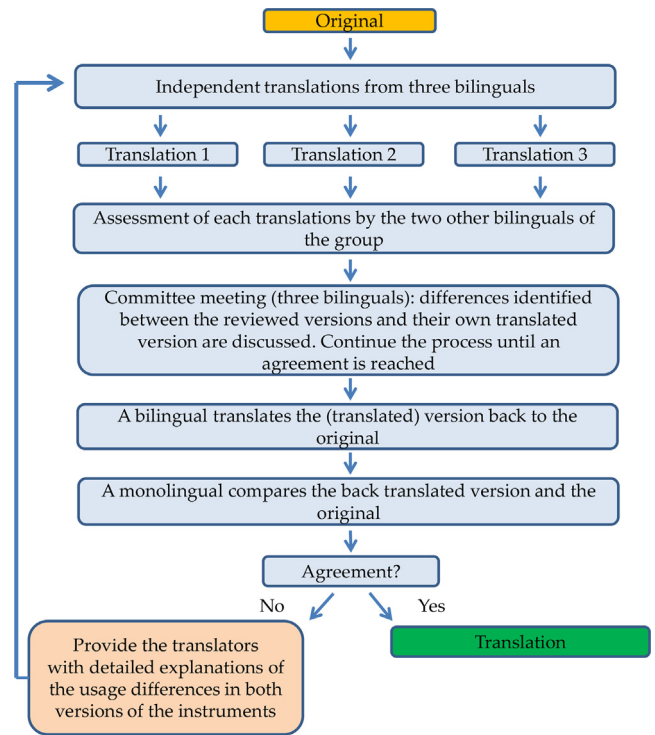 Original
Independent translations from three bilinguals
Translation 1
Translation 2
Translation 3
Assessment of each translations by the two other bilinguals of
the group
Committee meeting (three bilinguals): differences identified
between the reviewed versions and their own translated
version are discussed. Continue the process until an
agreement is reached
A bilingual translates the (translated) version back to the
original
A monolingual compares the back translated version and the
original
Agreement?
No
Yes
Provide the translators
with detailed explanations of
the usage differences in both
versions of the instruments
Translation